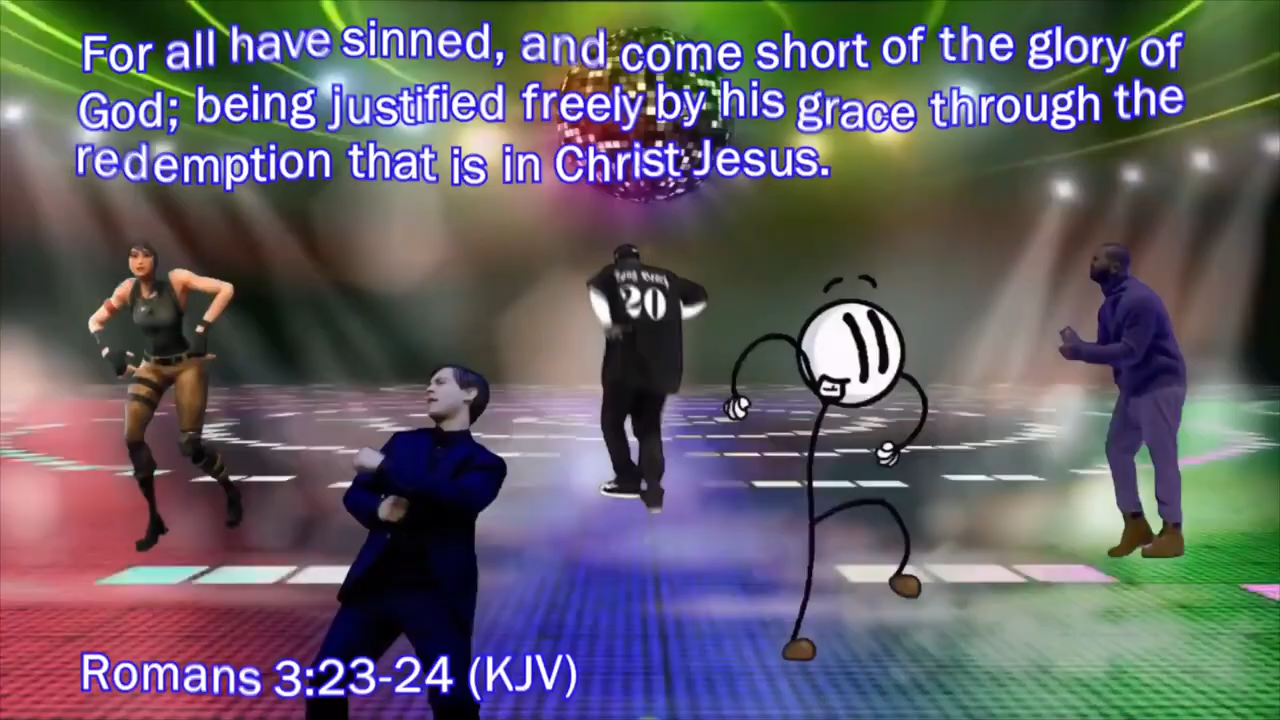 For all have sinned, and come short of the glory of
God; being justified freely by his grace through the
redemption that is in Christ Jesus.
20
Romans 3:23-24 (KJV)